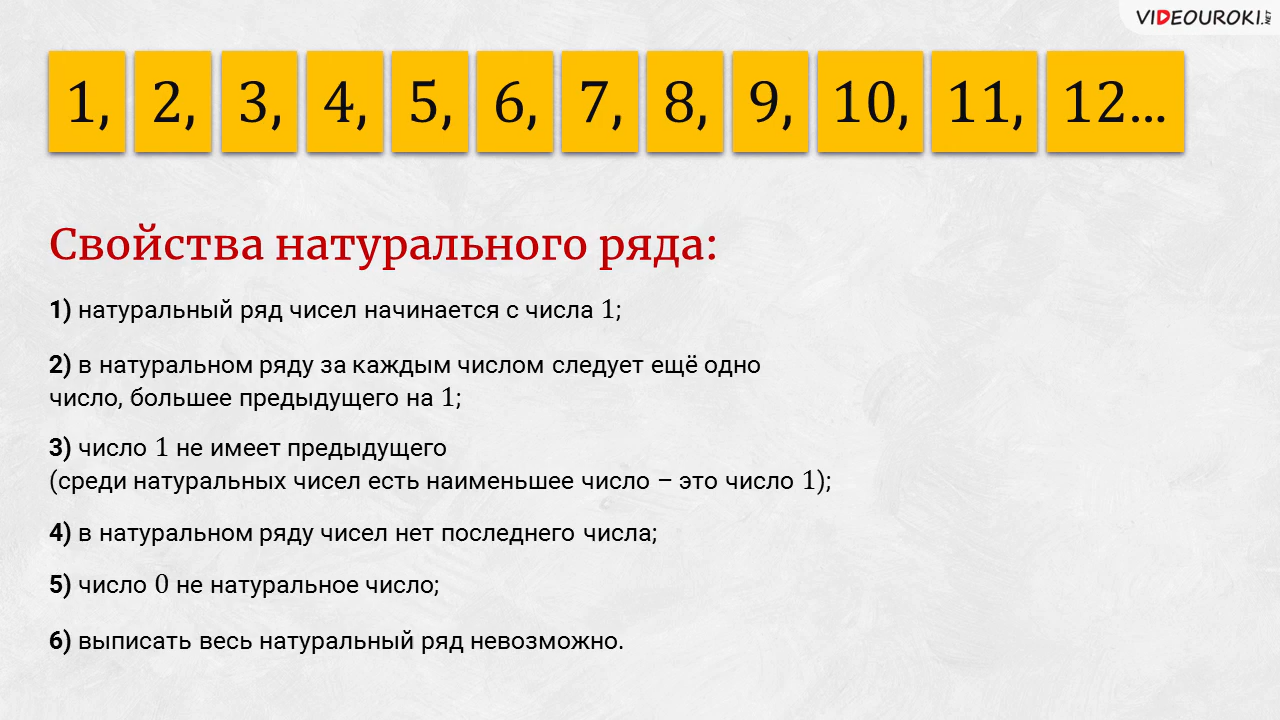 VIDEOUROKI.NET
1, 2, 3, 4, 5, 6, 7, 8, 9, 10, 11, 12...
Свойства натурального ряда:
1) натуральный ряд чисел начинается с числа 1;
2) в натуральном ряду за каждым числом следует ещё одно
число, большее предыдущего на 1;
3) число 1 не имеет предыдущего
(среди натуральных чисел есть наименьшее число – это число 1);
4) в натуральном ряду чисел нет последнего числа;
5) число 0 не натуральное число;
6) выписать весь натуральный ряд невозможно.